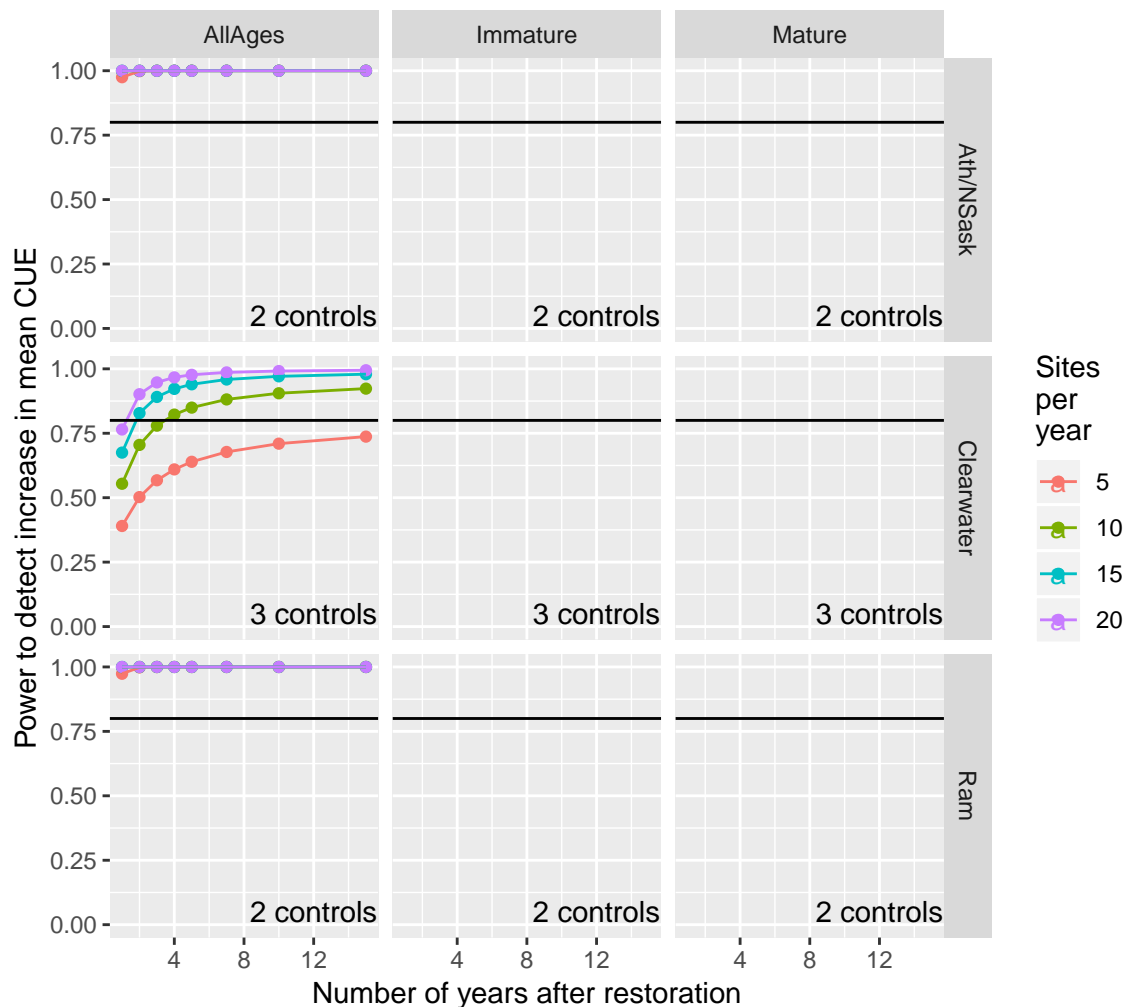 AllAges
Immature
Mature
1.00
0.75
0.50
0.25
0.00
2 controls
2 controls
2 controls
Ath/NSask
1.00
0.75
0.50
0.25
0.00
3 controls
3 controls
3 controls
Clearwater
1.00
0.75
0.50
0.25
0.00
2 controls
2 controls
2 controls
Ram
4
12
4
12
4
12
8
8
8
Number of years after restoration
Power to detect increase in mean CUE
Sites
per
year
a 5
a 10
a 15
a 20